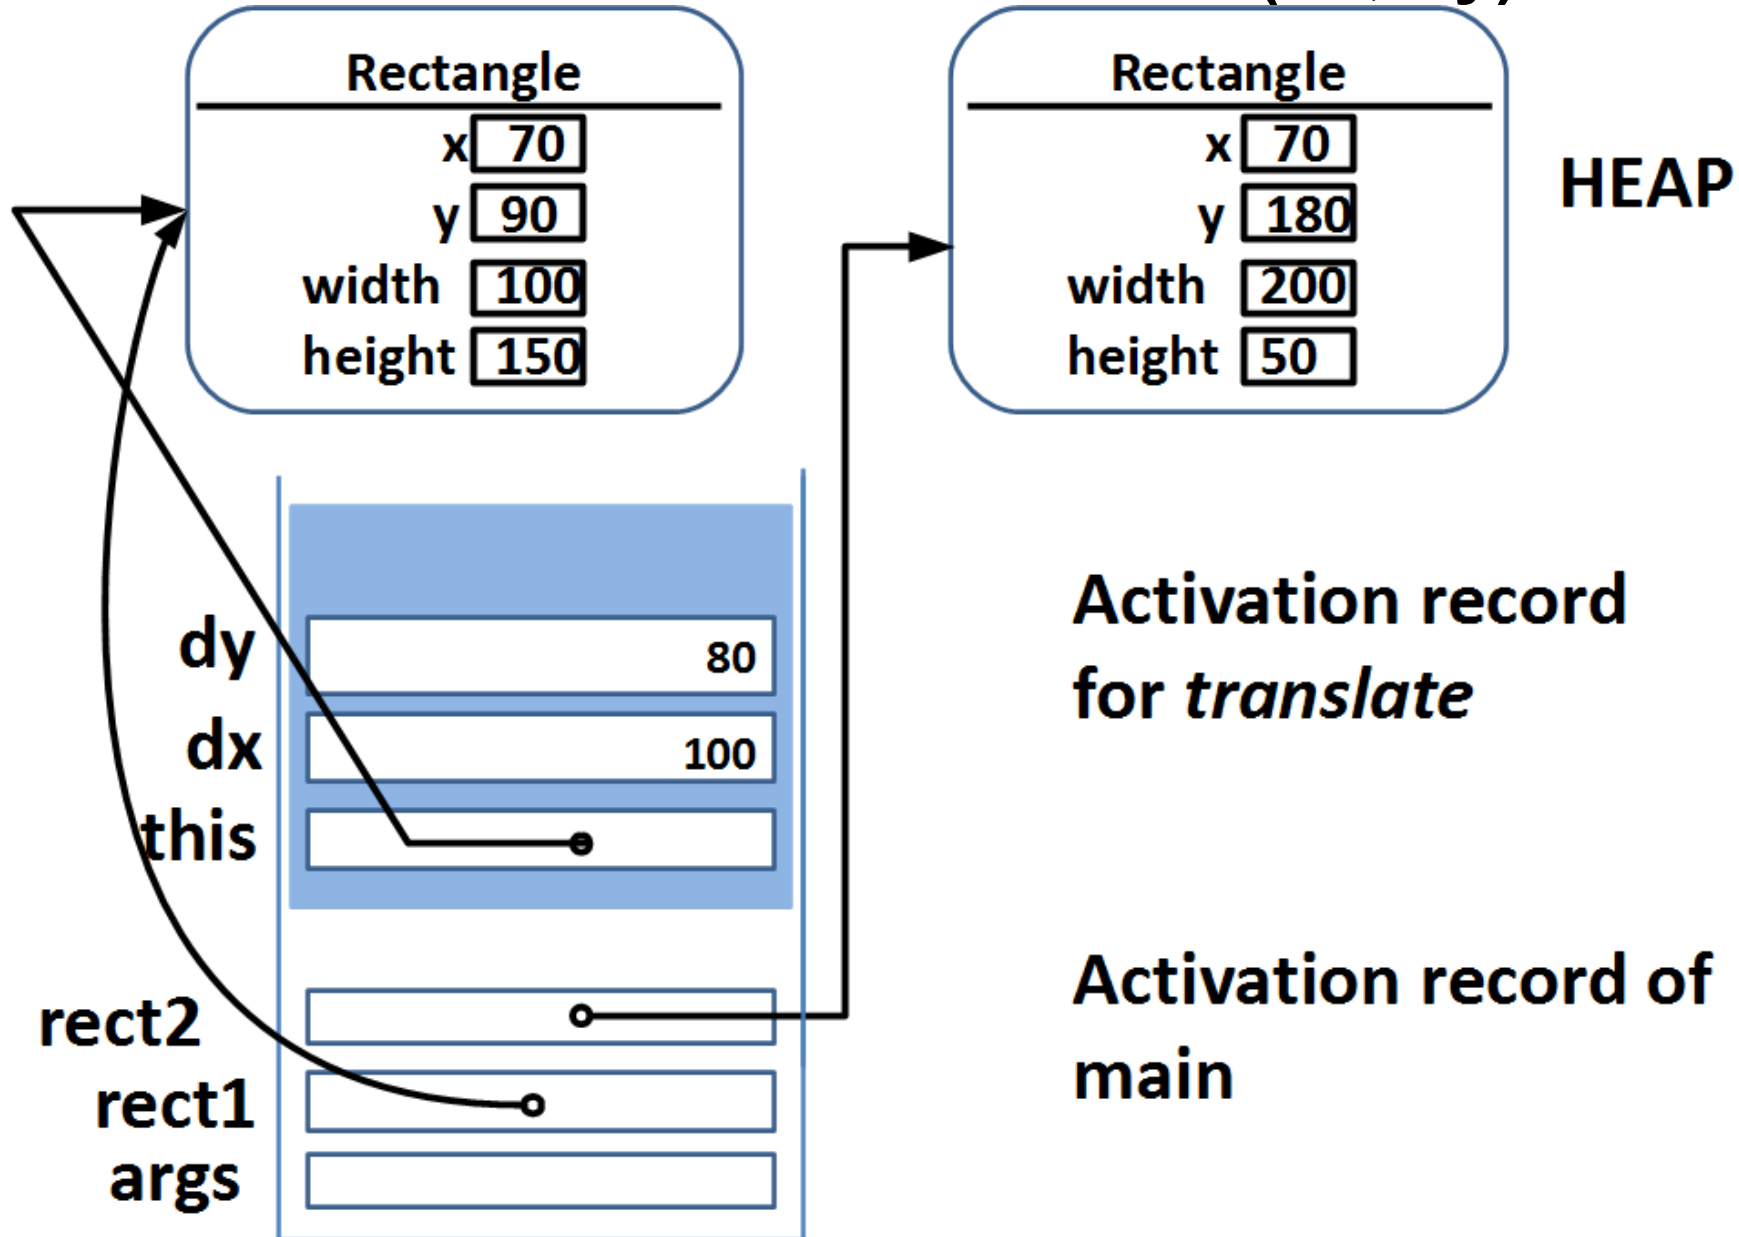 Rectangle
x 70
y 90
width 100
height 150
Rectangle
x 70
y 180
width 200
height 50
HEAP
dy 80
dx 100
this
Activation record
for translate
rect2
rect1
args
Activation record of
main